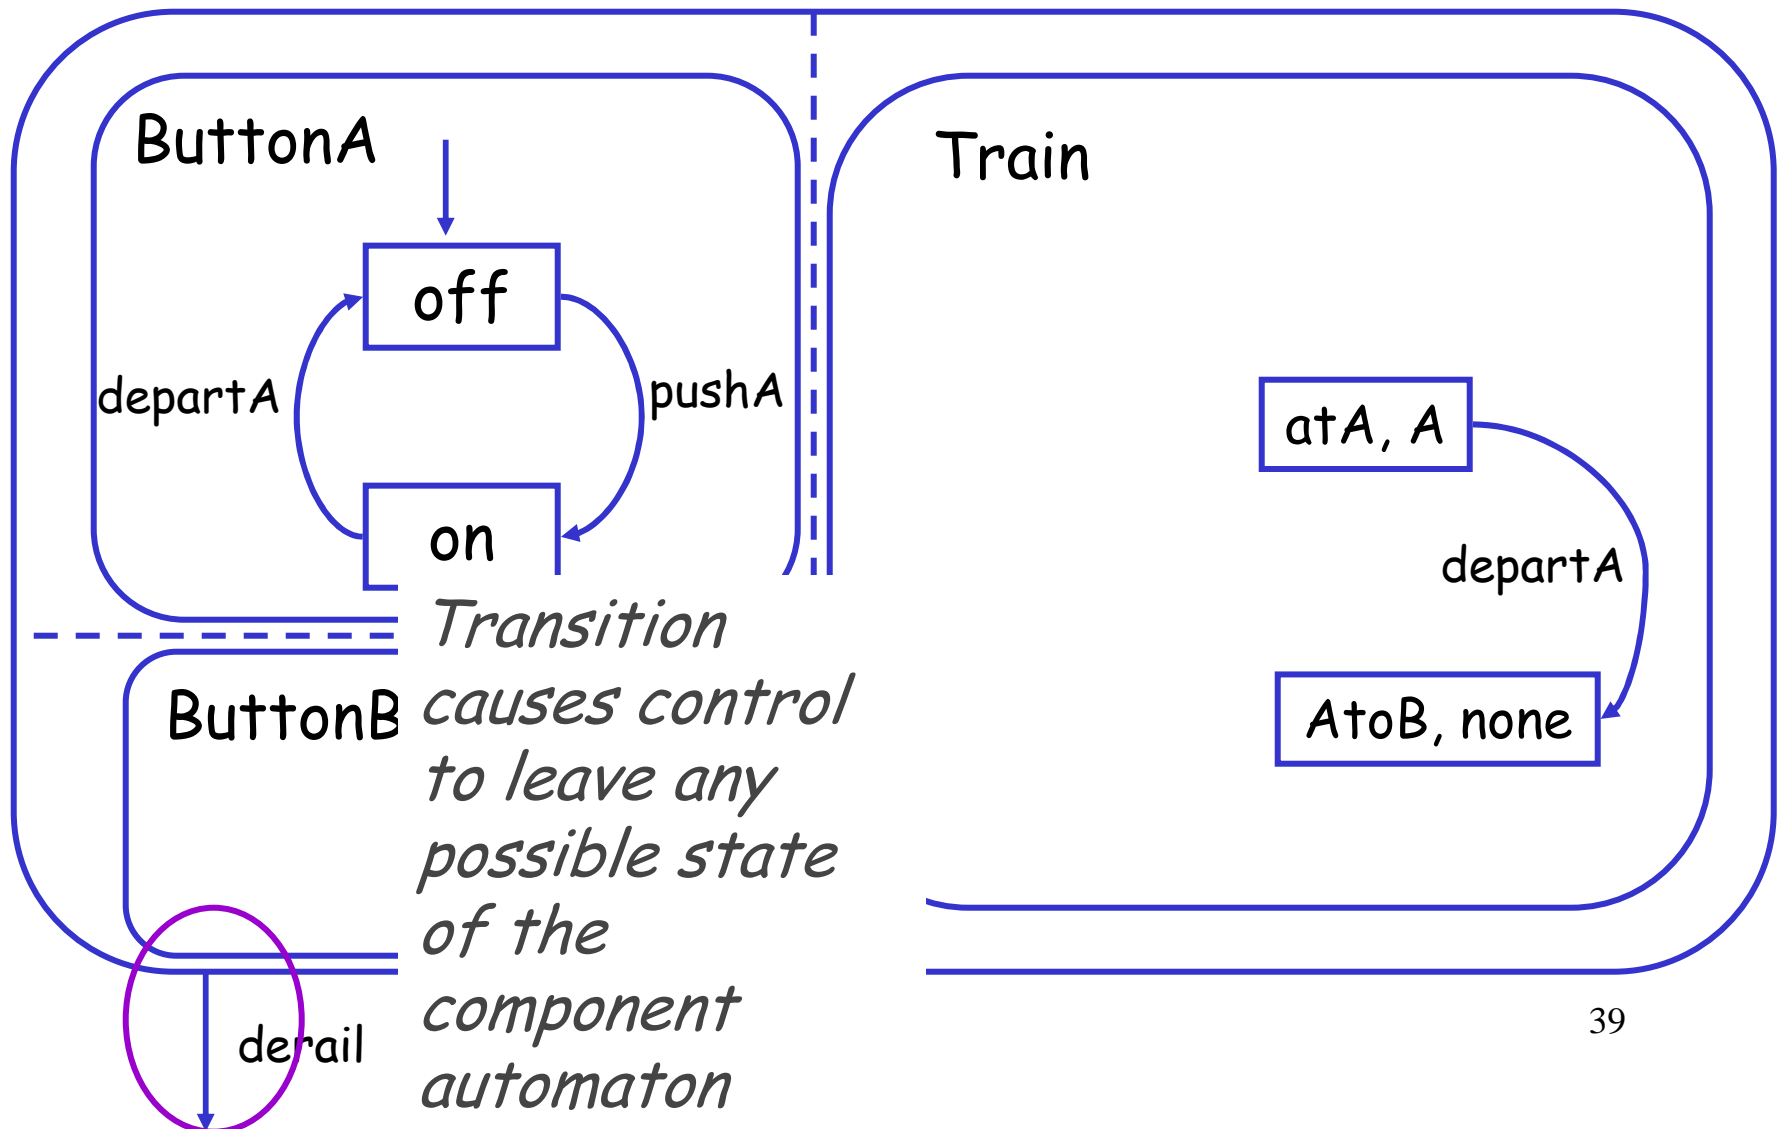 ButtonA
Train
off
departA
pushA
atA, A
on
departA
Transition
causes control
to leave any
possible state
of the
component
automaton
ButtonB
AtoB, none
derail
39